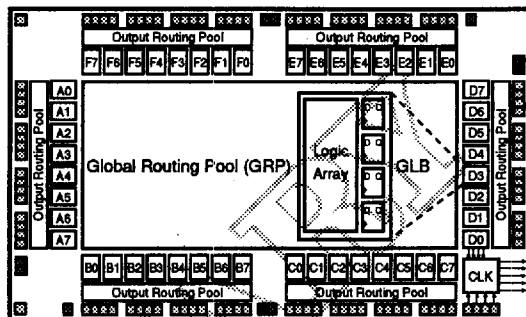 Output Routing Pool
Output Routing Pool
F7 F6 F5 F4 F3 F2 F1 F0
E7 E6 E5 E4 E3 E2 E1 E0
Output Routing Pool
A0
A1
A2
A3
A4
A5
A6
A7
Global Routing Pool (GRP)
Logic
Array
GLB
D7
D6
D5
D4
D3
D2
D1
D0
Output Routing Pool
CLK
B0 B1 B2 B3 B4 B5 B6 B7
C0 C1 C2 C3 C4 C5 C6 C7
Output Routing Pool
Output Routing Pool